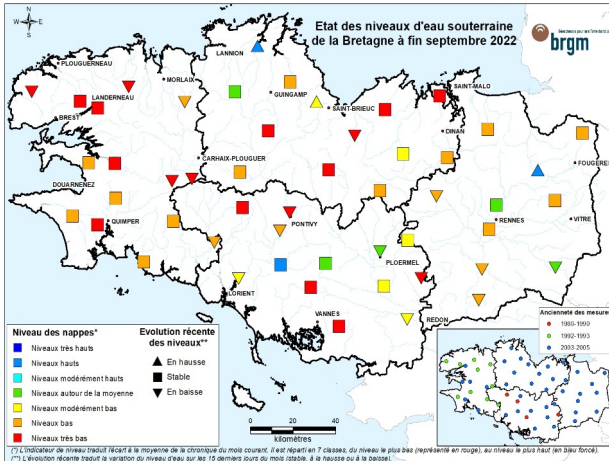 Etat des niveaux d'eau souterraine
de la Bretagne à fin septembre 2022
brgm
N
W E
S
LANNION
PLOUGUERNEAU
MORLAIX
SAINT-MALO
GUINGAMP
LANDERNEAU
SAINT-BRIEUC
BREST
DINAN
CARHAIX-PLOUGUER
FOUGERES
DOUARNENEZ
QUIMPER
PONTIVY
RENNES
VITRE
PLOERMEL
LORIENT
VANNES
REDON
Niveau des nappes*
Niveaux très hauts
Niveaux hauts
Niveaux modérément hauts
Niveaux autour de la moyenne
Niveaux modérément bas
Niveaux bas
Niveaux très bas
Evolution récente
des niveaux**
En hausse
Stable
En baisse
0 20 40
kilomètres
Ancienneté des mesures
1980-1990
1992-1993
2003-2005
(*) L'indicateur de niveau traduit l'écart à la moyenne de la chronique du mois courant. Il est réparti en 7 classes, du niveau le plus bas (représenté en rouge), au niveau le plus haut (en bleu foncé).
(**) L'évolution récente traduit la variation du niveau d'eau sur les 15 derniers jours du mois (stable, à la hausse ou à la baisse).